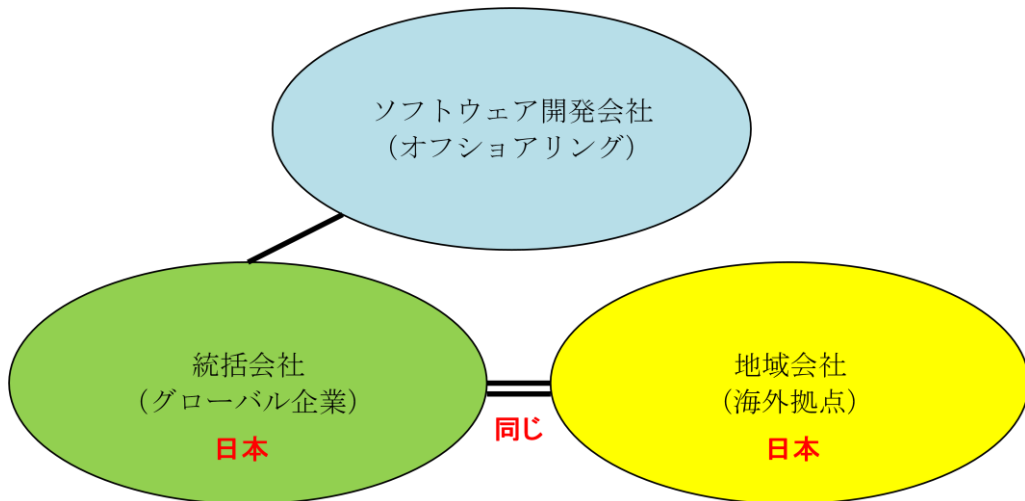 ソフトウェア開発会社
（オフショアリング）
統括会社
（グローバル企業）
日本
同じ
地域会社
（海外拠点）
日本